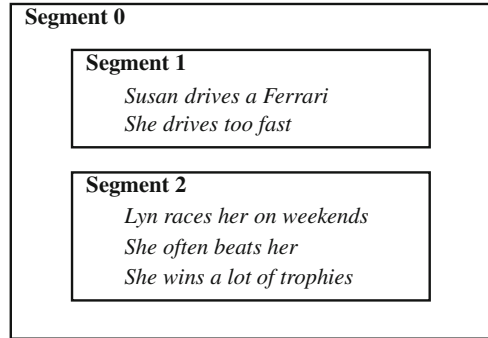 Segment 0
Segment 1
Susan drives a Ferrari
She drives too fast
Segment 2
Lyn races her on weekends
She often beats her
She wins a lot of trophies